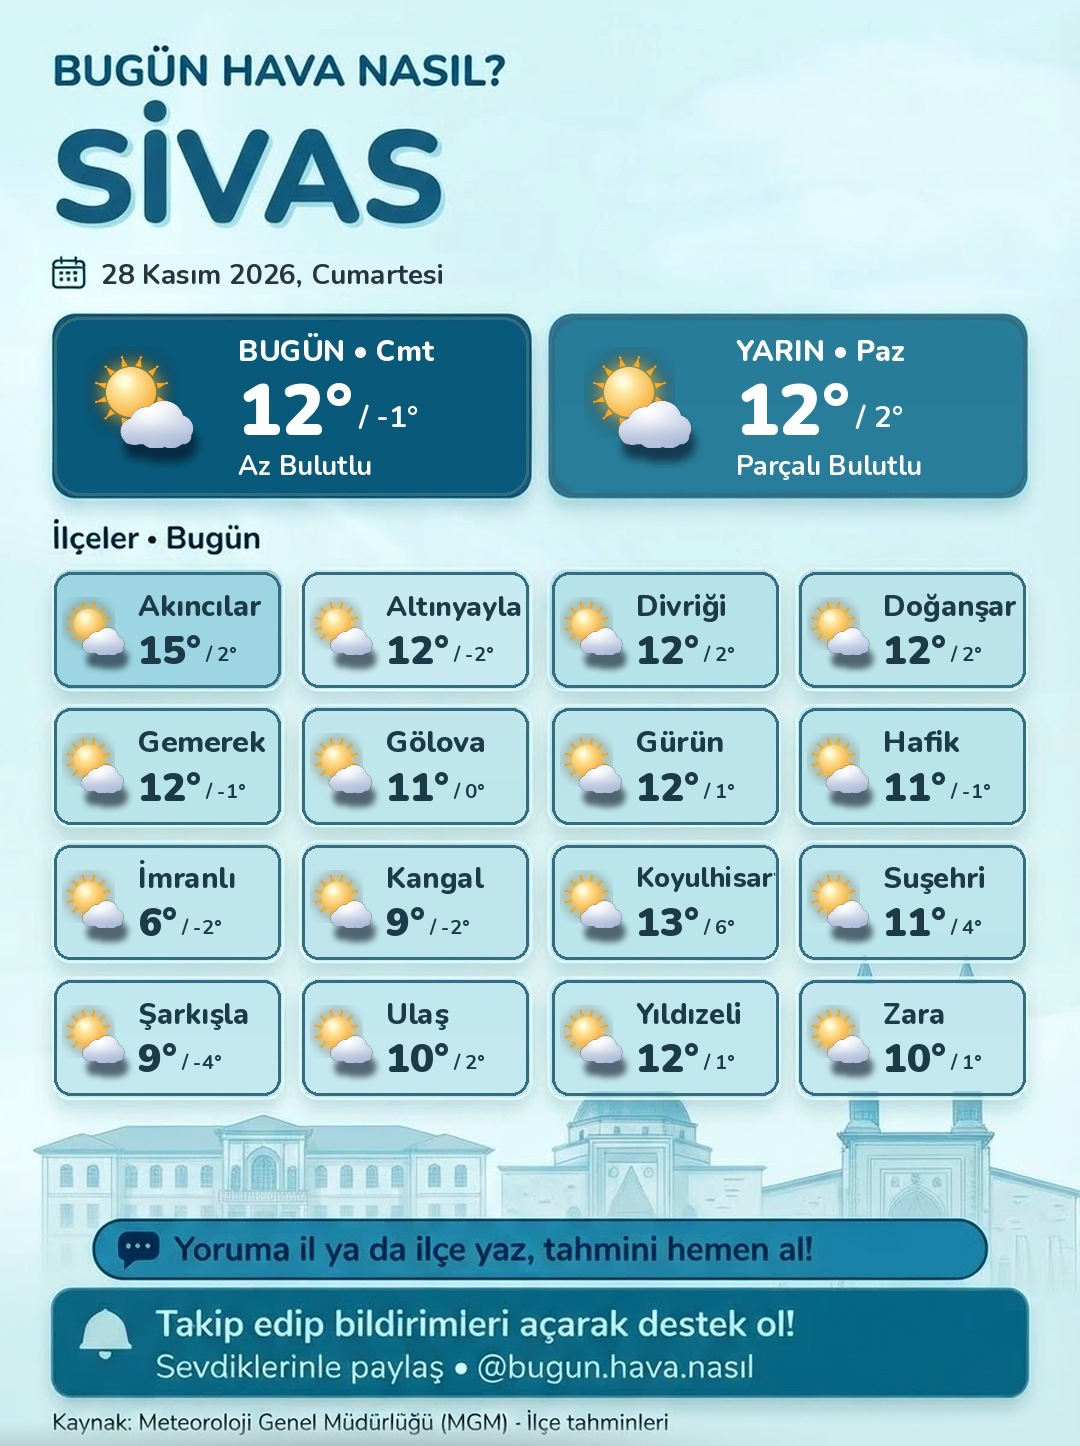 BUGÜN HAVA NASIL?
SİVAS
28 Kasım 2026, Cumartesi
BUGÜN • Cmt
12° / -1°
Az Bulutlu
YARIN • Paz
12° / 2°
Parçalı Bulutlu
İlçeler • Bugün
Akıncılar
15° / 2°
Altınyayla
12° / -2°
Divriği
12° / 2°
Doğanşar
12° / 2°
Gemerek
12° / -1°
Gölova
11° / 0°
Gürün
12° / 1°
Hafik
11° / -1°
İmranlı
6° / -2°
Kangal
9° / -2°
Koyulhisar
13° / 6°
Suşehri
11° / 4°
Şarkışla
9° / -4°
Ulaş
10° / 2°
Yıldızeli
12° / 1°
Zara
10° / 1°
Yoruma il ya da ilçe yaz, tahmini hemen al!
Takip edip bildirimleri açarak destek ol!
Sevdiklerinle paylaş • @bugun.hava.nasıl
Kaynak: Meteoroloji Genel Müdürlüğü (MGM) - İlçe tahminleri